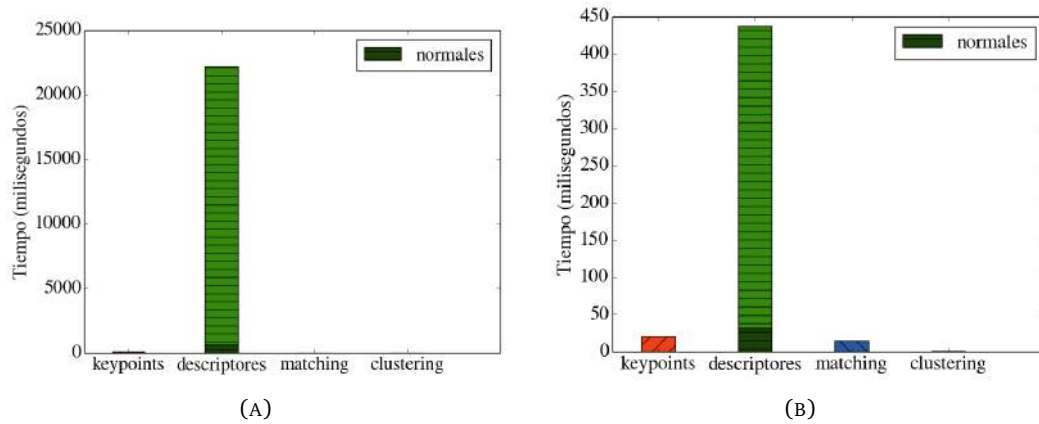 25000
20000
15000
10000
5000
0
Tiempo (milisegundos)
normales
keypoints descriptores matching clustering
(A)
450
400
350
300
250
200
150
100
50
0
Tiempo (milisegundos)
normales
keypoints descriptores matching clustering
(B)